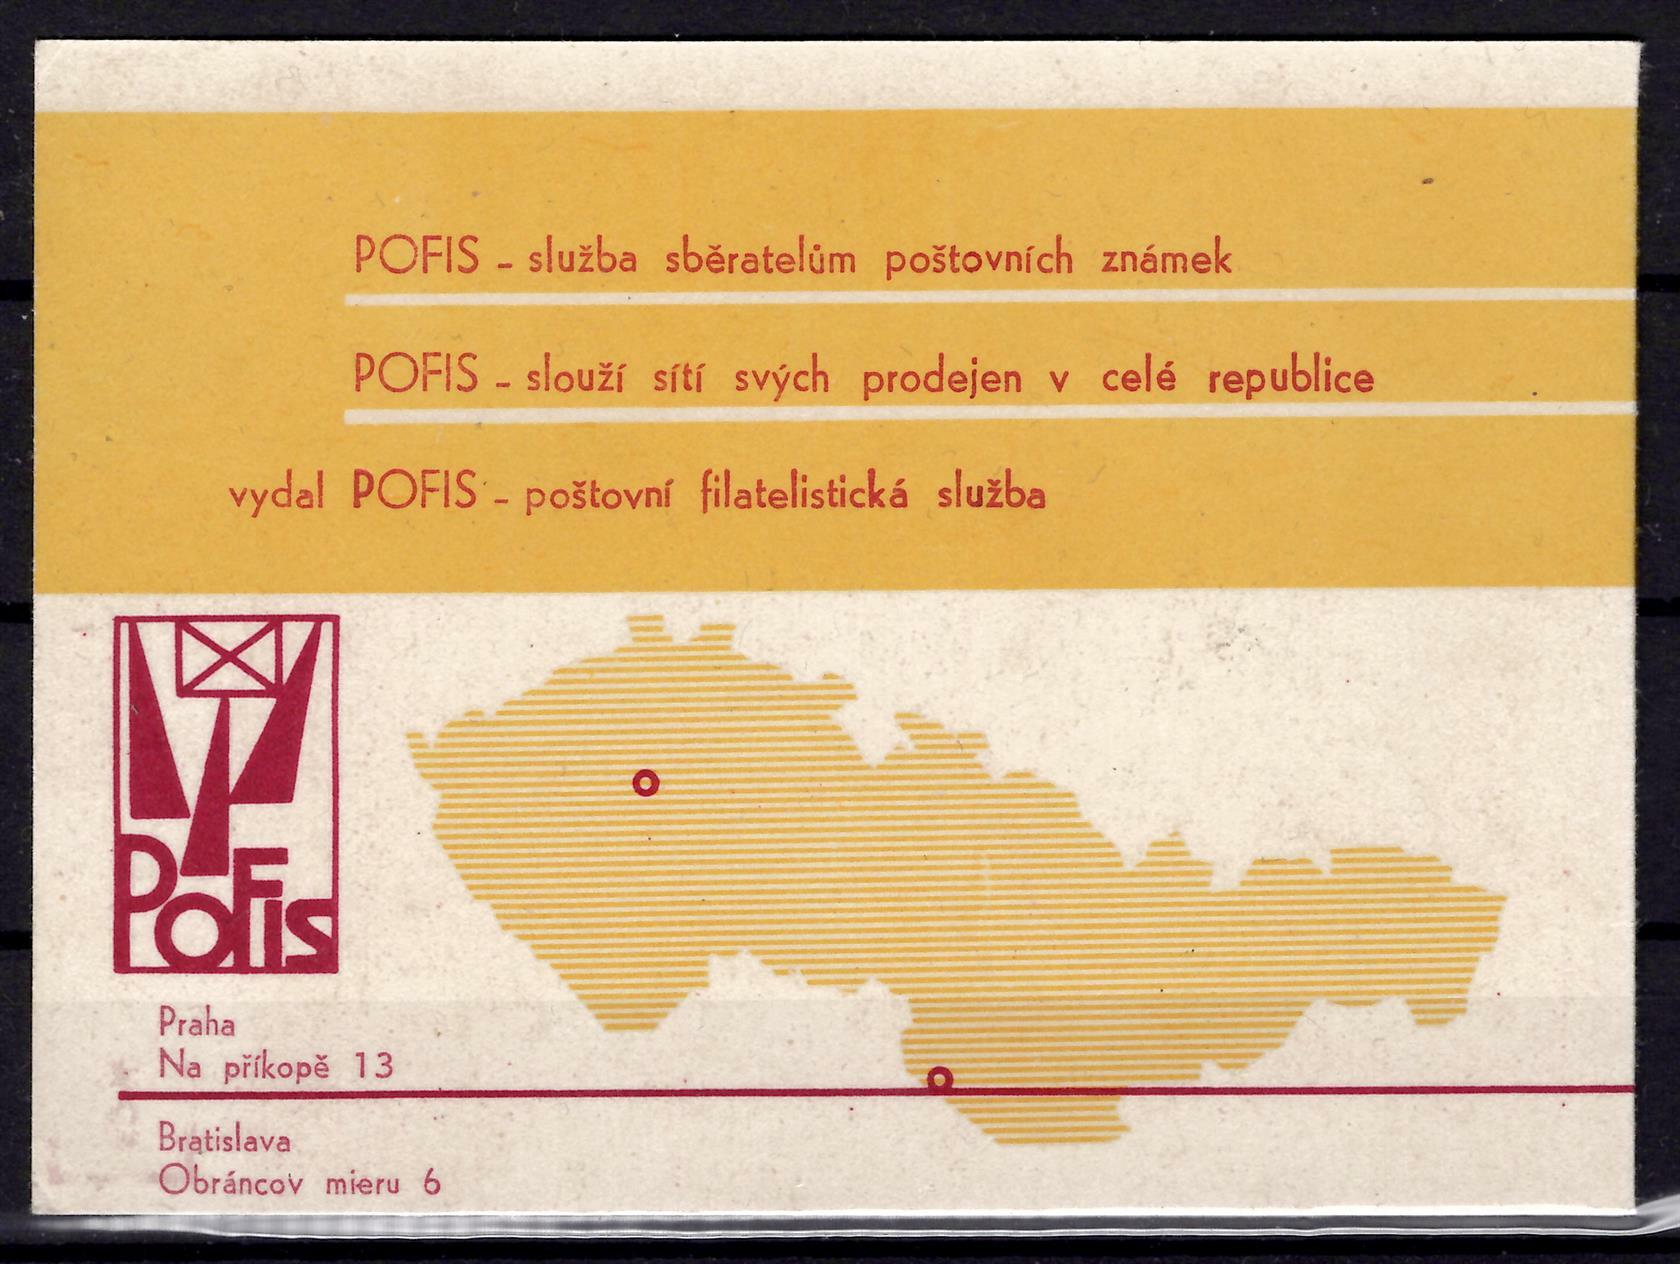 POFIS - služba sběratelům poštovních známek
POFIS - slouží sítí svých prodejen v celé republice
vydal POFIS - poštovní filatelistická služba
POFIS
Praha
Na příkopě 13
Bratislava
Obráncov mieru 6